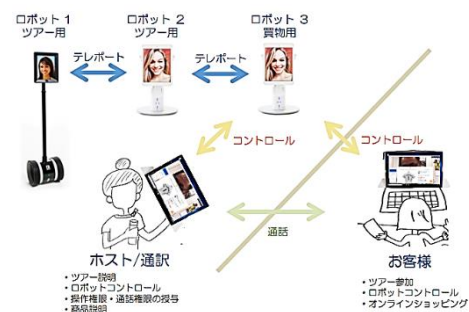 ロボット 1
ツアー用
ロボット 2
ツアー用
ロボット 3
買物用
テレポート
テレポート
コントロール
コントロール
通話
ホスト/通訳
・ツアー説明
・ロボットコントロール
・操作権限・通話権限の授与
・商品説明
お客様
・ツアー参加
・ロボットコントロール
・オンラインショッピング